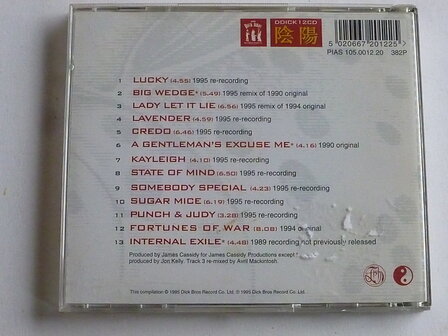 DDICK12CD
陰陽
5 020667 201225
PIAS 105.0012.20 382P
1 LUCKY (4.55) 1995 re-recording
2 BIG WEDGE* (5.49) 1995 remix of 1990 original
3 LADY LET IT LIE (6.56) 1995 remix of 1994 original
4 LAVENDER (4.59) 1995 re-recording
5 CREDO (6.46) 1995 re-recording
6 A GENTLEMAN'S EXCUSE ME* (4.16) 1990 original
7 KAYLEIGH (4.10) 1995 re-recording
8 STATE OF MIND (6.50) 1995 re-recording
9 SOMEBODY SPECIAL (4.23) 1995 re-recording
10 SUGAR MICE (6.19) 1995 re-recording
11 PUNCH & JUDY (3.28) 1995 re-recording
12 FORTUNES OF WAR (8.08) 1994 original
13 INTERNAL EXILE* (4.48) 1989 recording not previously released
Produced by James Cassidy for James Cassidy Productions except *
produced by Jon Kelly. Track 3 re-mixed by Avril Mackintosh.
This compilation © 1995 Dick Bros Record Co. Ltd. ℗ 1995 Dick Bros Record Co. Ltd.